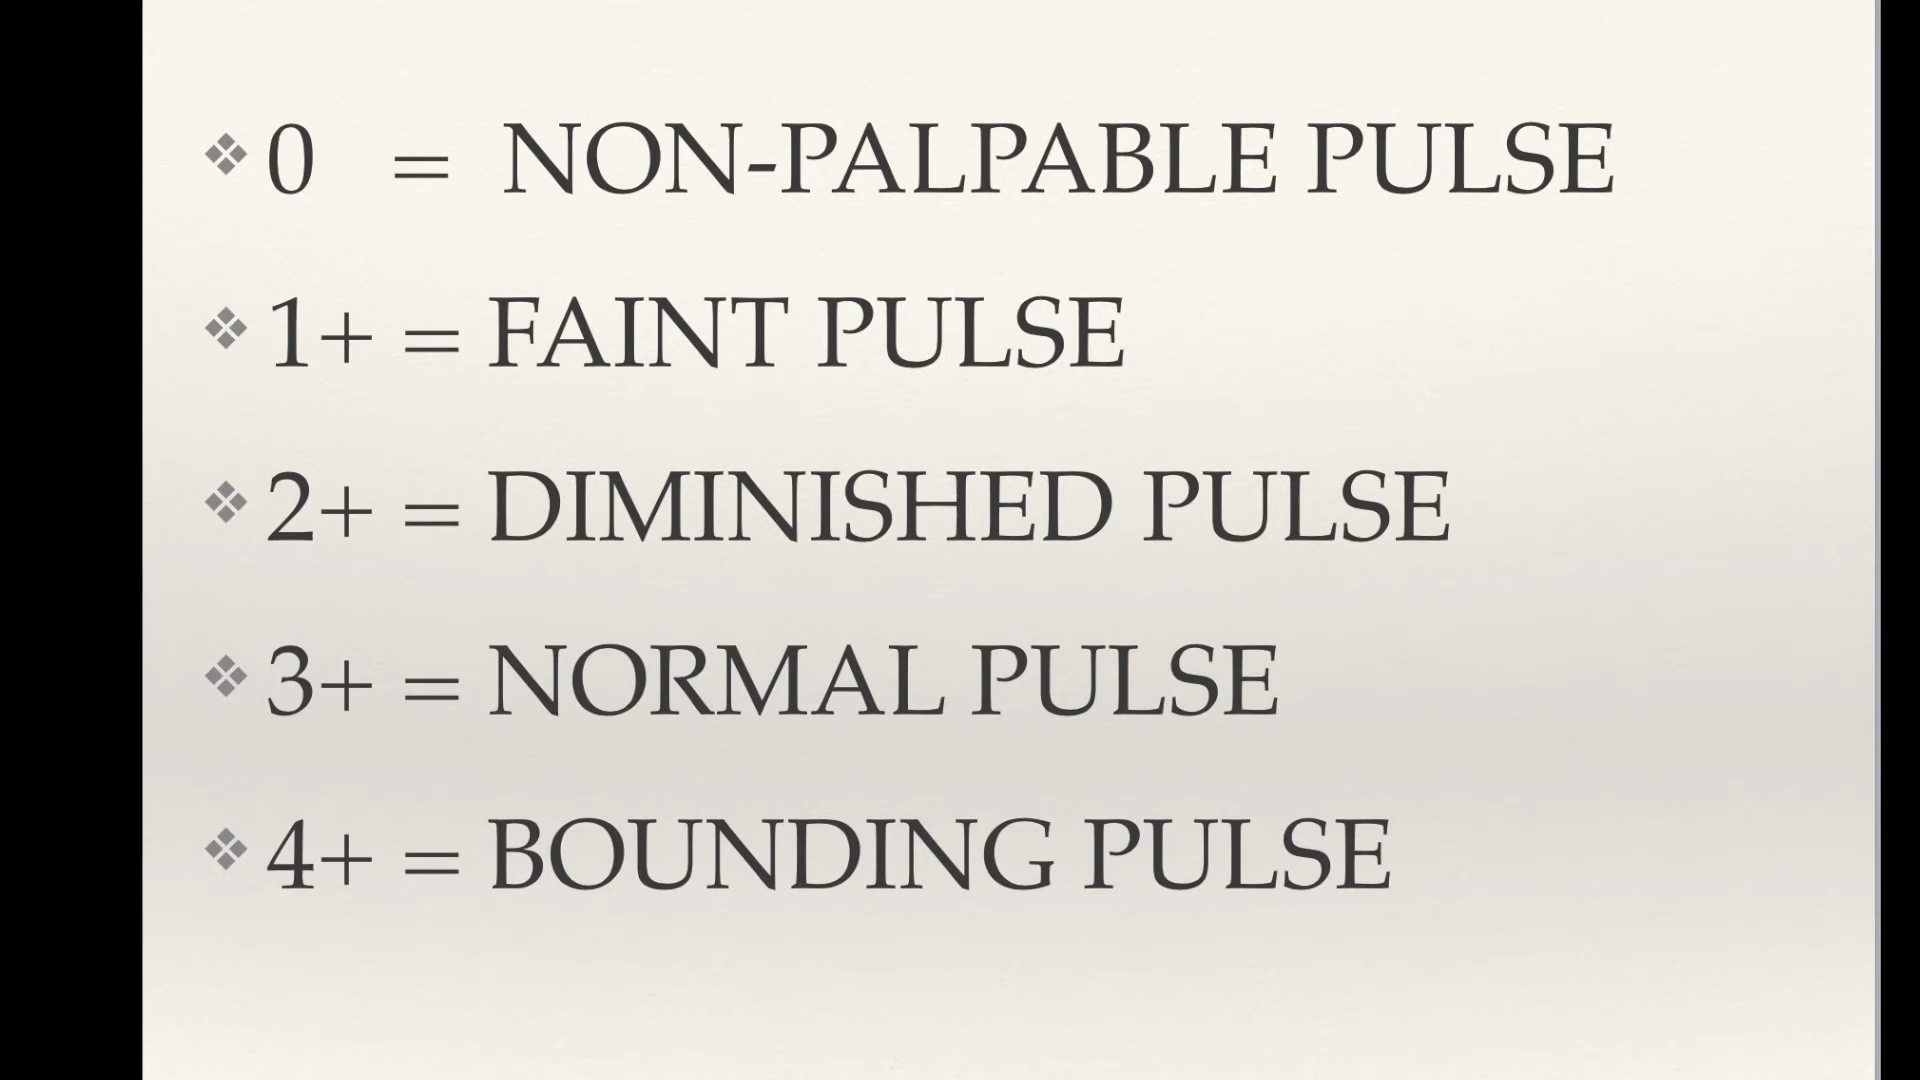 ❖ 0 = NON-PALPABLE PULSE
❖ 1+ = FAINT PULSE
❖ 2+ = DIMINISHED PULSE
❖ 3+ = NORMAL PULSE
❖ 4+ = BOUNDING PULSE